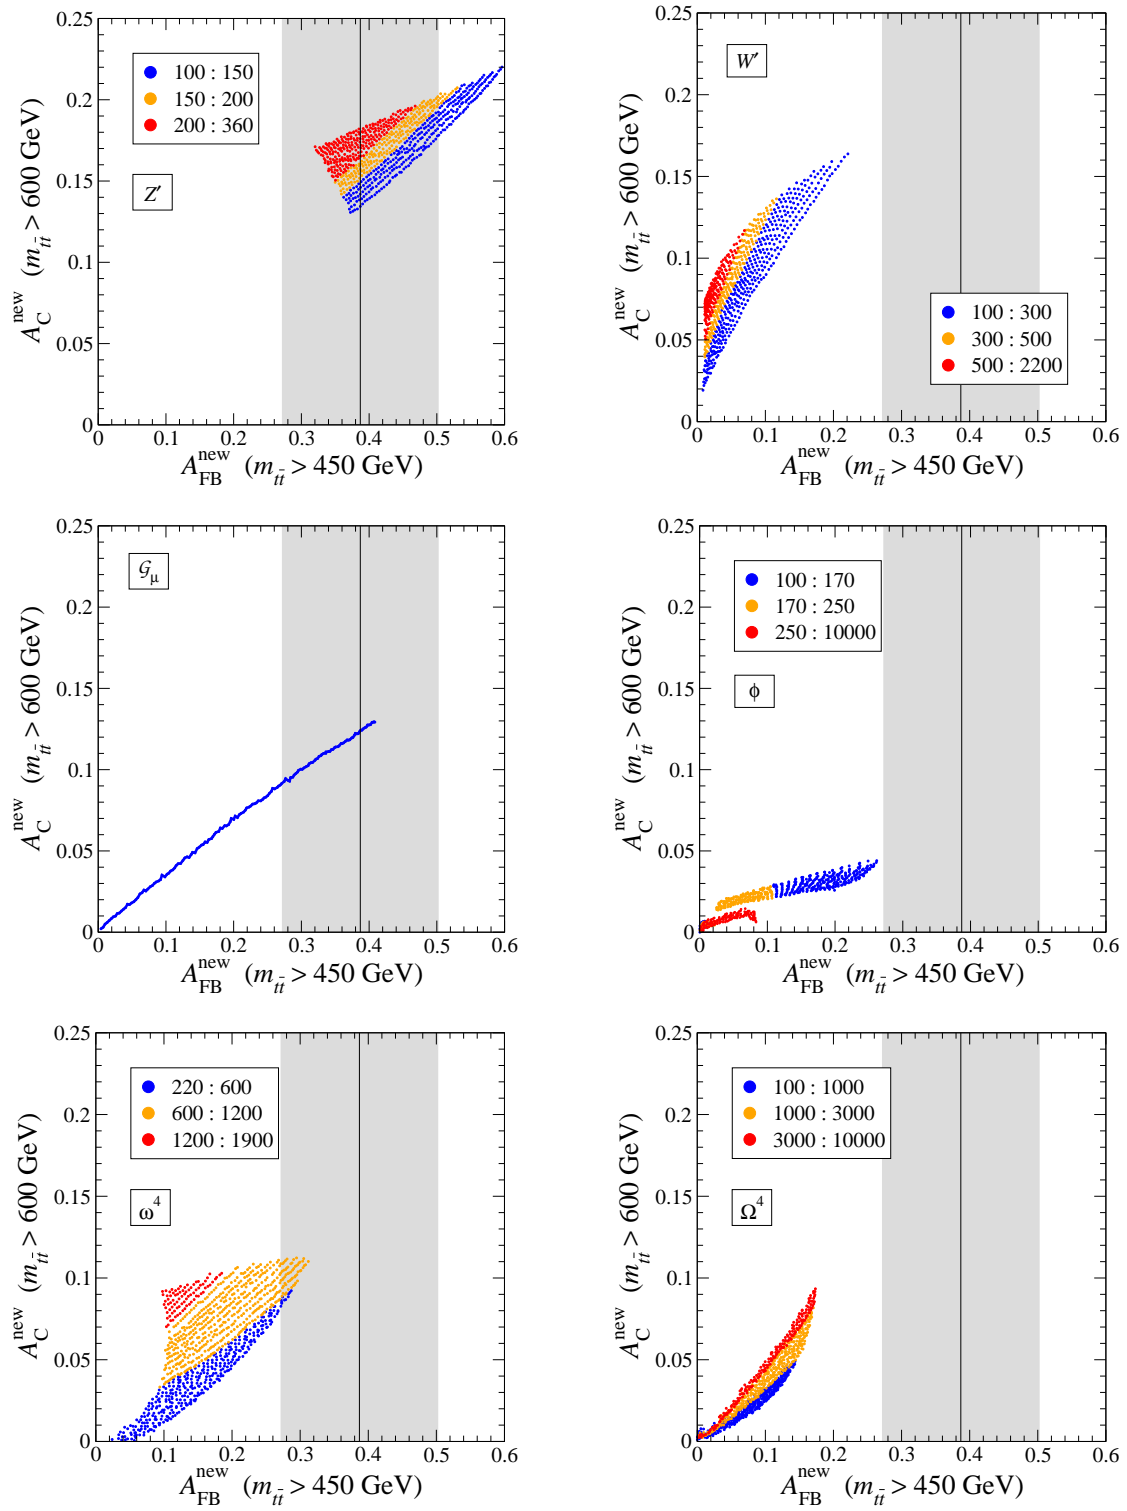 0.25
0.2
0.15
0.1
0.05
0
0 0.1 0.2 0.3 0.4 0.5 0.6
A_C^new (m_tt̄ > 600 GeV)
A_FB^new (m_tt̄ > 450 GeV)
100 : 150
150 : 200
200 : 360
Z′
0.25
0.2
0.15
0.1
0.05
0
0 0.1 0.2 0.3 0.4 0.5 0.6
A_C^new (m_tt̄ > 600 GeV)
A_FB^new (m_tt̄ > 450 GeV)
W′
100 : 300
300 : 500
500 : 2200
0.25
0.2
0.15
0.1
0.05
0
0 0.1 0.2 0.3 0.4 0.5 0.6
A_C^new (m_tt̄ > 600 GeV)
A_FB^new (m_tt̄ > 450 GeV)
𝒢_μ
0.25
0.2
0.15
0.1
0.05
0
0 0.1 0.2 0.3 0.4 0.5 0.6
A_C^new (m_tt̄ > 600 GeV)
A_FB^new (m_tt̄ > 450 GeV)
100 : 170
170 : 250
250 : 10000
ϕ
0.25
0.2
0.15
0.1
0.05
0
0 0.1 0.2 0.3 0.4 0.5 0.6
A_C^new (m_tt̄ > 600 GeV)
A_FB^new (m_tt̄ > 450 GeV)
220 : 600
600 : 1200
1200 : 1900
ω^4
0.25
0.2
0.15
0.1
0.05
0
0 0.1 0.2 0.3 0.4 0.5 0.6
A_C^new (m_tt̄ > 600 GeV)
A_FB^new (m_tt̄ > 450 GeV)
100 : 1000
1000 : 3000
3000 : 10000
Ω^4